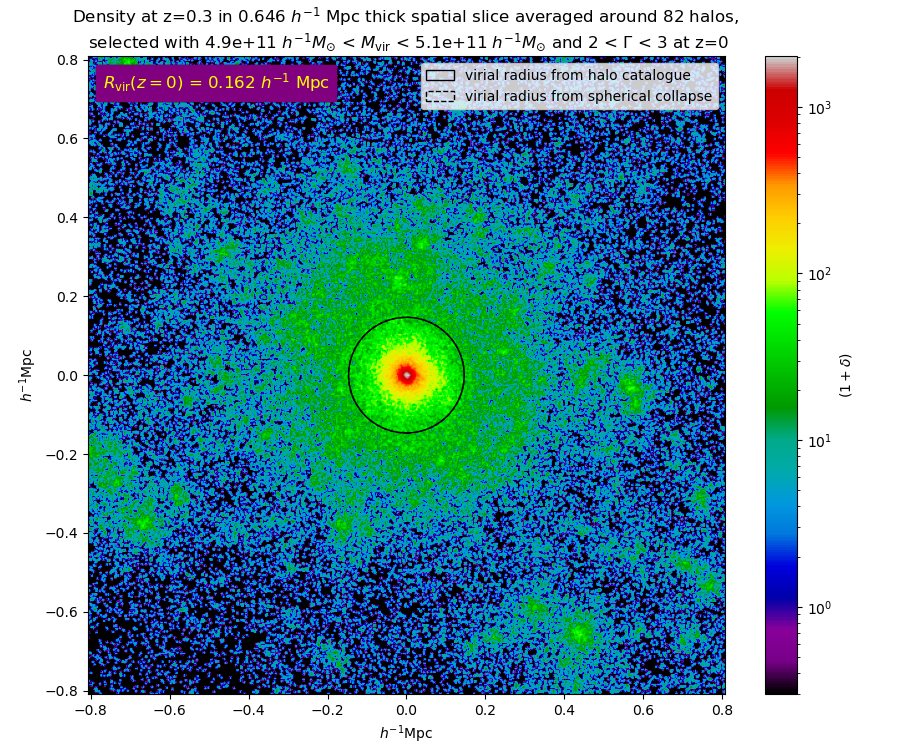 Density at z=0.3 in 0.646 h⁻¹ Mpc thick spatial slice averaged around 82 halos,
selected with 4.9e+11 h⁻¹M⊙ < Mvir < 5.1e+11 h⁻¹M⊙ and 2 < Γ < 3 at z=0
Rvir(z = 0) = 0.162 h⁻¹ Mpc
virial radius from halo catalogue
virial radius from spherical collapse
0.8
0.6
0.4
0.2
0.0
−0.2
−0.4
−0.6
−0.8
h⁻¹Mpc
−0.8 −0.6 −0.4 −0.2 0.0 0.2 0.4 0.6 0.8
h⁻¹Mpc
10³
10²
10¹
10⁰
(1 + δ)